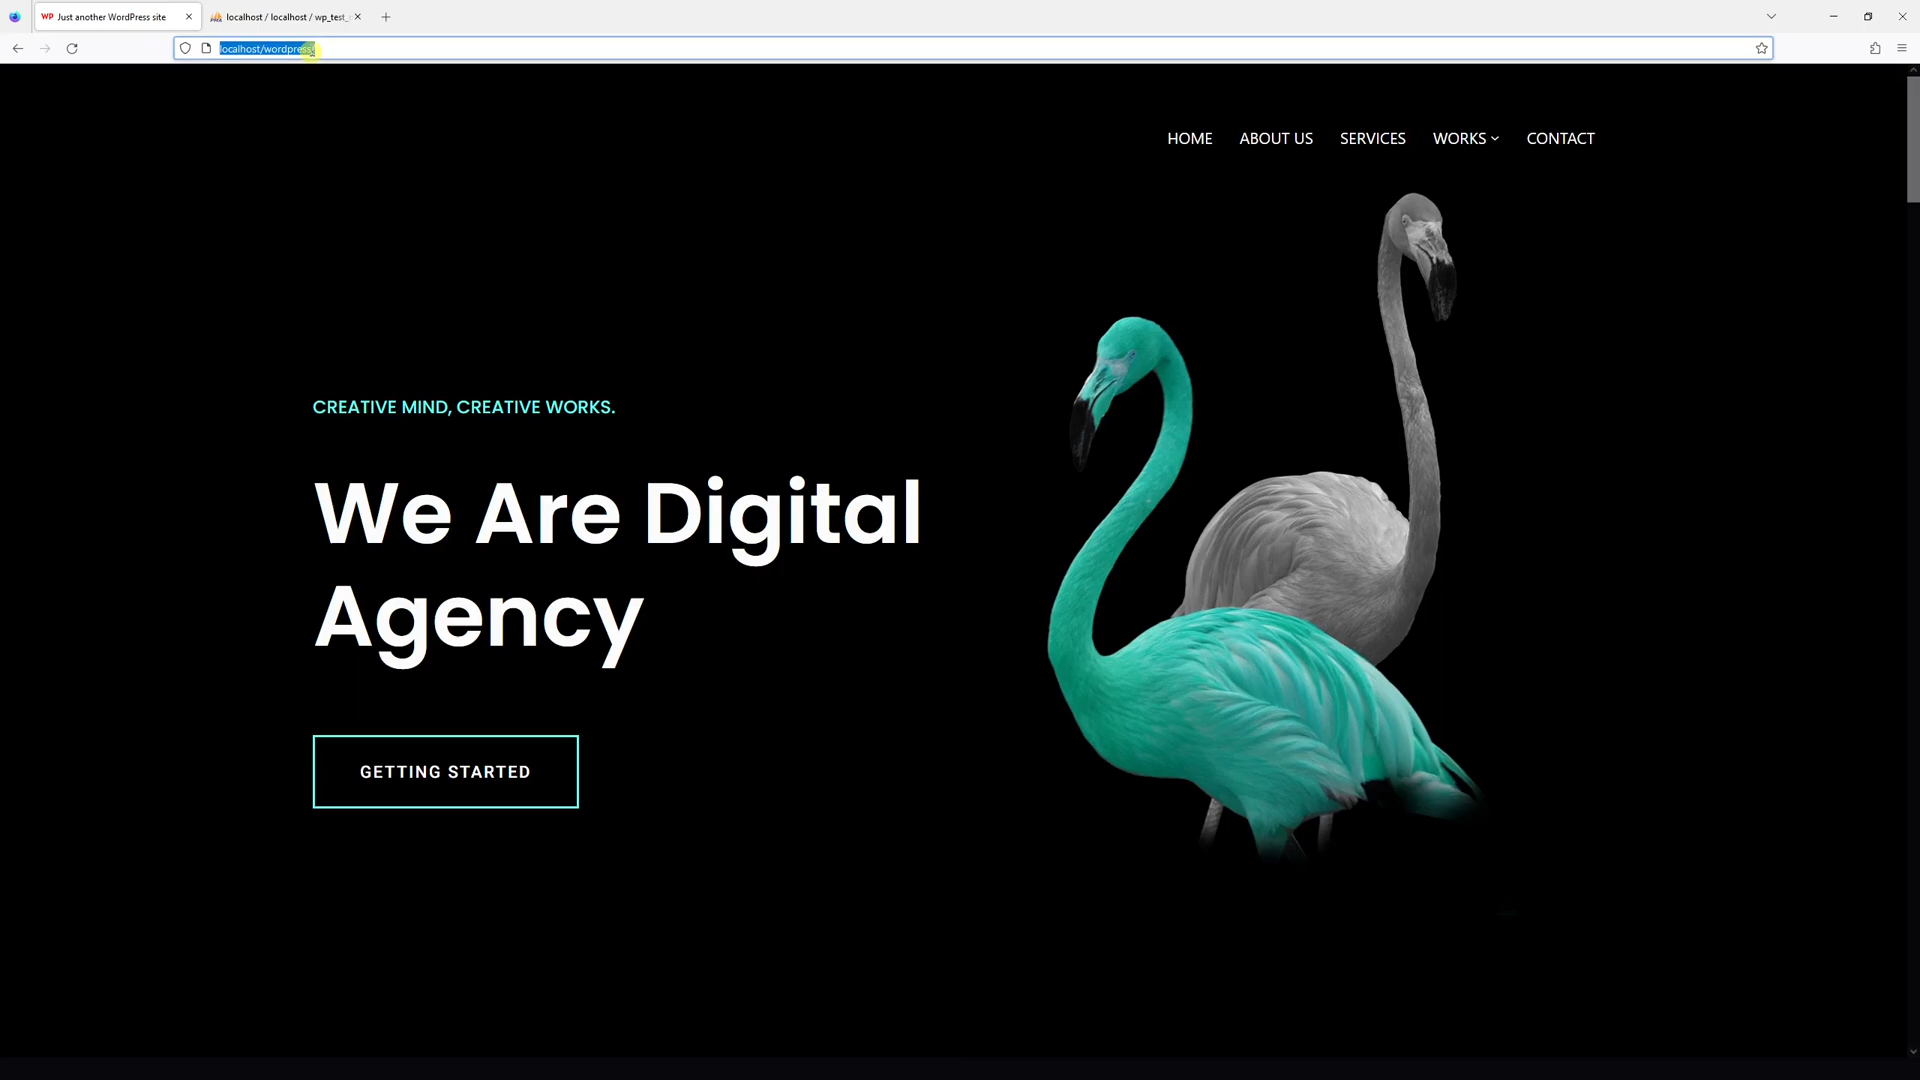 WP Just another WordPress site
localhost / localhost / wp_test_
localhost/wordpress
HOME ABOUT US SERVICES WORKS CONTACT
CREATIVE MIND, CREATIVE WORKS.
We Are Digital
Agency
GETTING STARTED